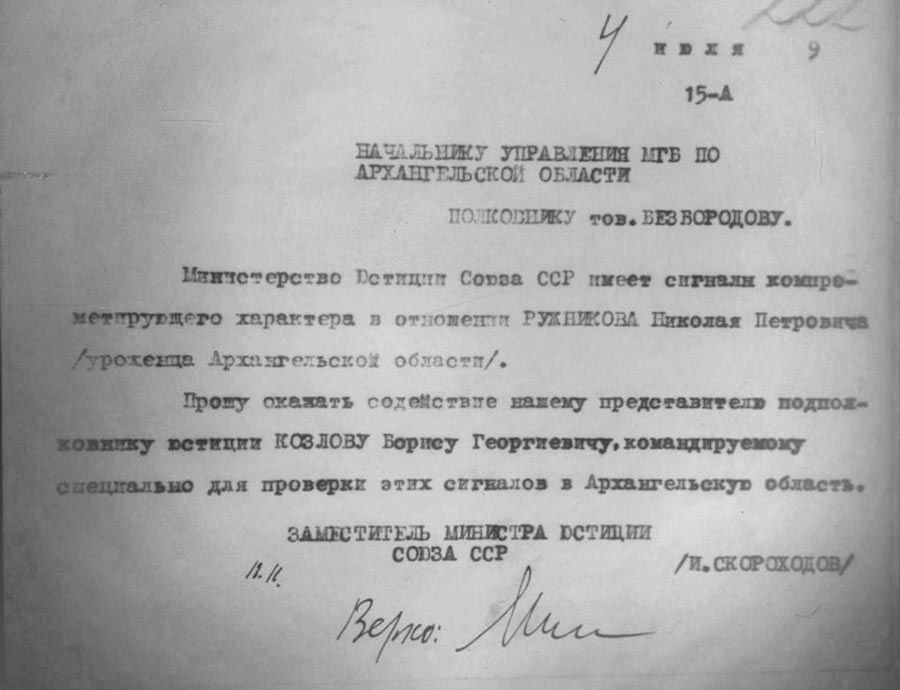 222
4 июля 9
15-А
НАЧАЛЬНИКУ УПРАВЛЕНИЯ МГБ ПО
АРХАНГЕЛЬСКОЙ ОБЛАСТИ
ПОЛКОВНИКУ тов. БЕЗБОРОДОВУ.
Министерство Юстиции Союза ССР имеет сигналы компро-
метирующего характера в отношении РУЖНИКОВА Николая Петровича
/уроженца Архангельской области/.
Прошу оказать содействие нашему представителю подпол-
ковнику юстиции КОЗЛОВУ Борису Георгиевичу, командируемому
специально для проверки этих сигналов в Архангельскую область.
ЗАМЕСТИТЕЛЬ МИНИСТРА ЮСТИЦИИ
СОЮЗА ССР
/И.СКОРОХОДОВ/
Верно: